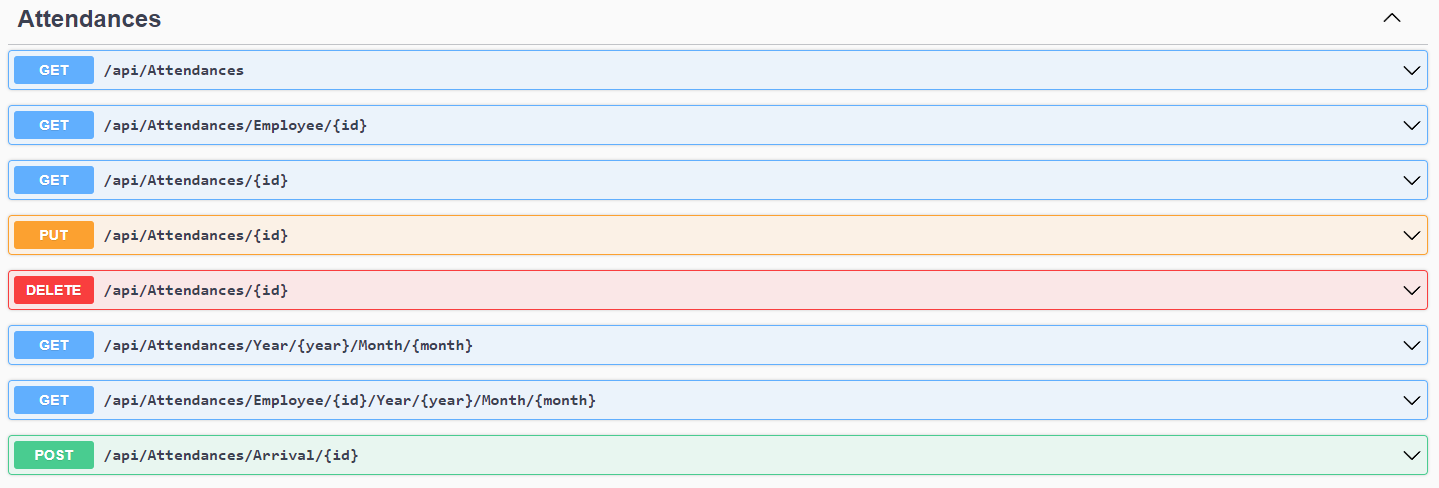 Attendances
GET /api/Attendances
GET /api/Attendances/Employee/{id}
GET /api/Attendances/{id}
PUT /api/Attendances/{id}
DELETE /api/Attendances/{id}
GET /api/Attendances/Year/{year}/Month/{month}
GET /api/Attendances/Employee/{id}/Year/{year}/Month/{month}
POST /api/Attendances/Arrival/{id}